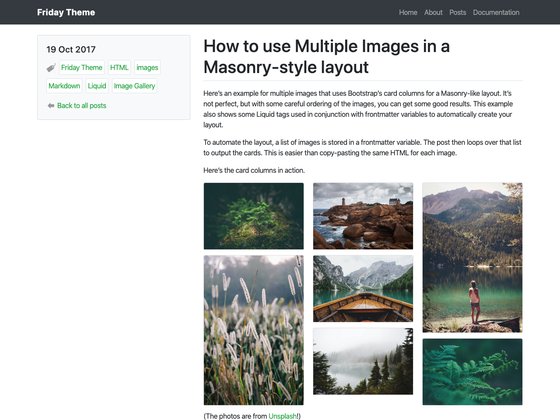 Friday Theme
Home About Posts Documentation
19 Oct 2017
Friday Theme HTML images
Markdown Liquid Image Gallery
Back to all posts
How to use Multiple Images in a
Masonry-style layout
Here's an example for multiple images that uses Bootstrap's card columns for a Masonry-like layout. It's
not perfect, but with some careful ordering of the images, you can get some good results. This example
also shows some Liquid tags used in conjunction with frontmatter variables to automatically create your
layout.
To automate the layout, a list of images is stored in a frontmatter variable. The post then loops over that list
to output the cards. This is easier than copy-pasting the same HTML for each image.
Here's the card columns in action.
(The photos are from Unsplash!)